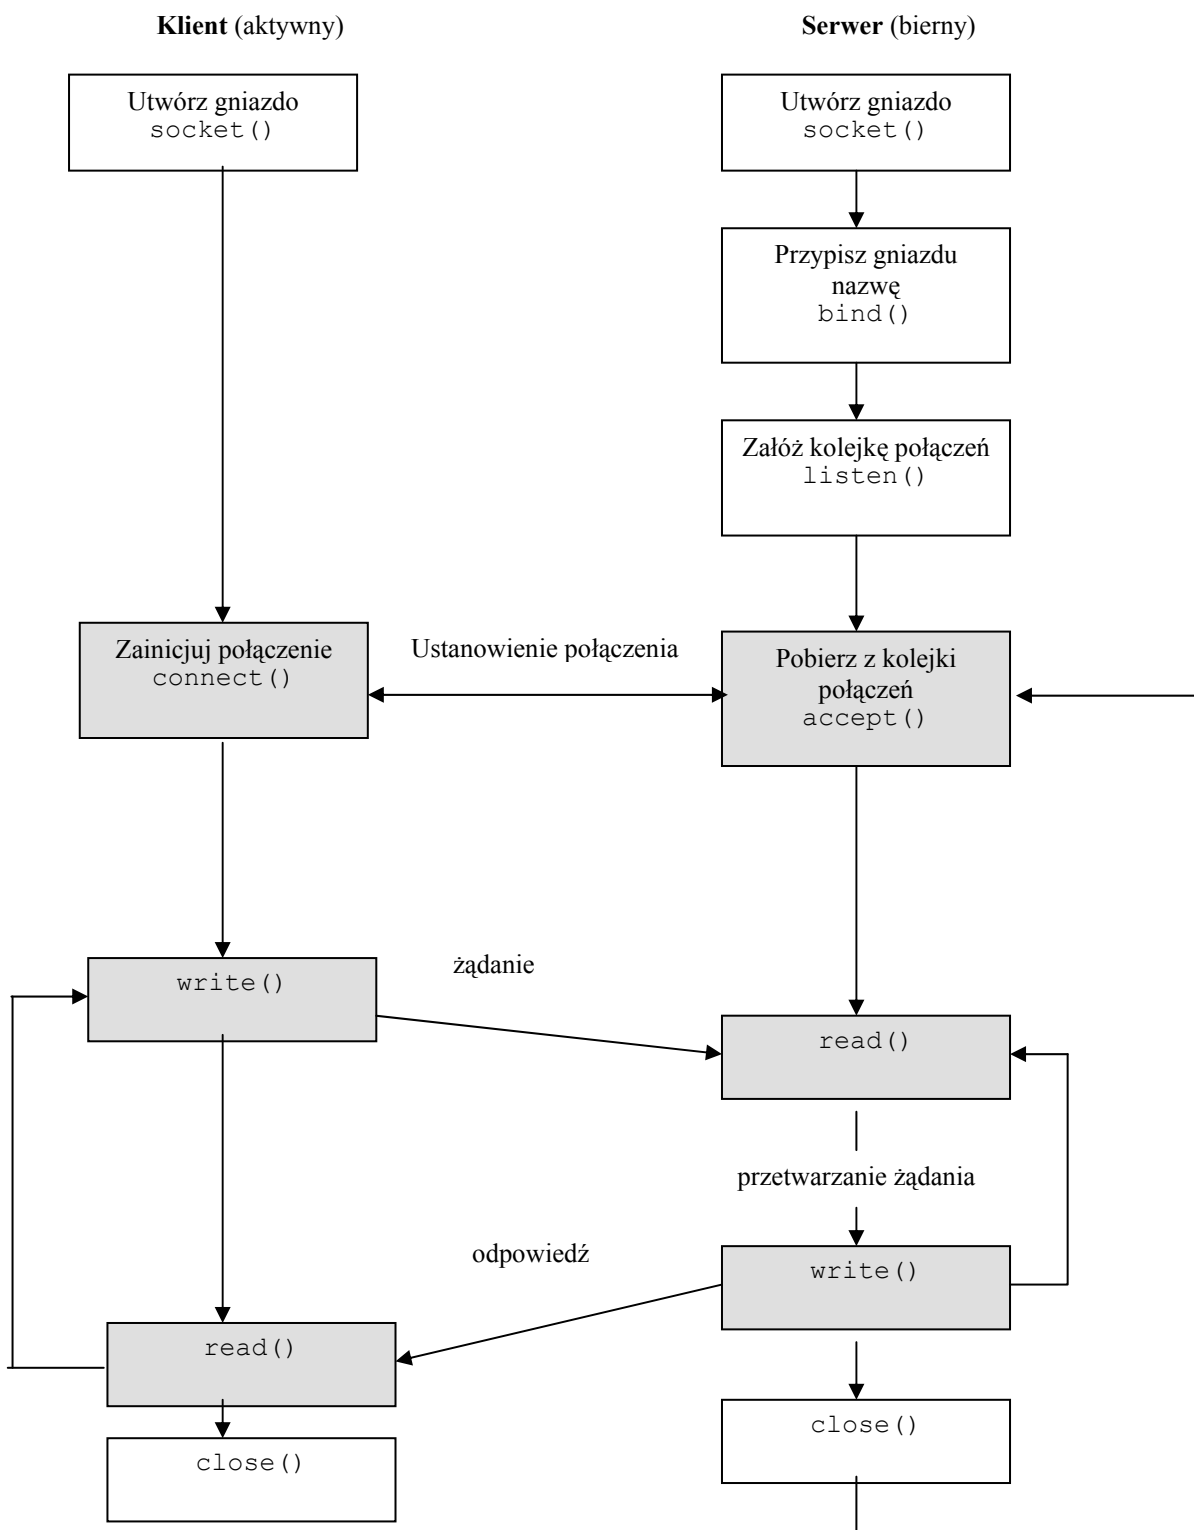 Klient (aktywny)
Serwer (bierny)
Utwórz gniazdo
socket()
Utwórz gniazdo
socket()
Przypisz gniazdu
nazwę
bind()
Załóż kolejkę połączeń
listen()
Zainicjuj połączenie
connect()
Ustanowienie połączenia
Pobierz z kolejki
połączeń
accept()
write()
żądanie
read()
przetwarzanie żądania
odpowiedź
write()
read()
close()
close()